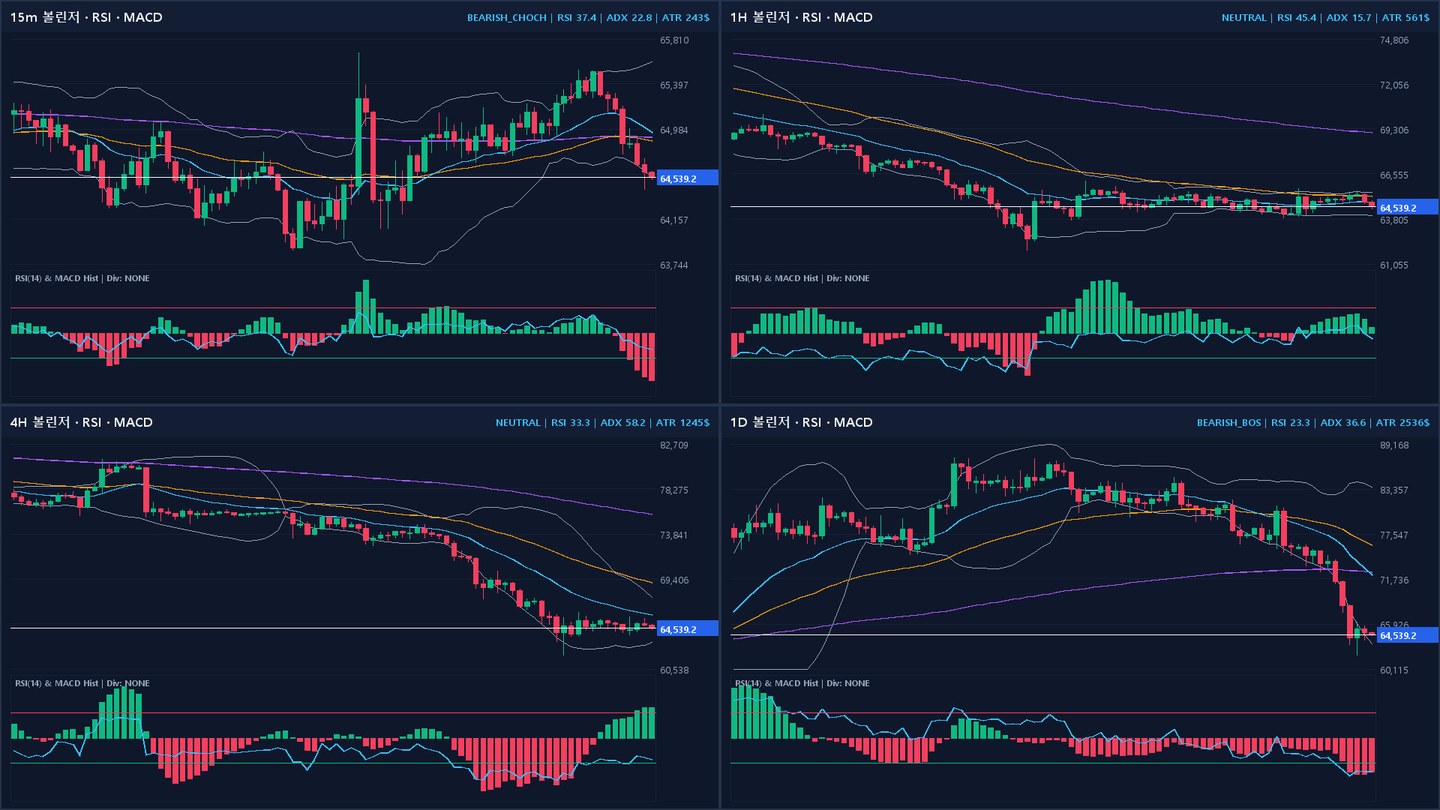 15m 볼린저 · RSI · MACD
BEARISH_CHOCH | RSI 37.4 | ADX 22.8 | ATR 243$
65,810
65,397
64,984
64,539.2
64,157
63,744
RSI(14) & MACD Hist | Div: NONE
1H 볼린저 · RSI · MACD
NEUTRAL | RSI 45.4 | ADX 15.7 | ATR 561$
74,806
72,056
69,306
66,555
64,539.2
63,805
61,055
RSI(14) & MACD Hist | Div: NONE
4H 볼린저 · RSI · MACD
NEUTRAL | RSI 33.3 | ADX 58.2 | ATR 1245$
82,709
78,275
73,841
69,406
64,539.2
60,538
RSI(14) & MACD Hist | Div: NONE
1D 볼린저 · RSI · MACD
BEARISH_BOS | RSI 23.3 | ADX 36.6 | ATR 2536$
89,168
83,357
77,547
71,736
65,926
64,539.2
60,115
RSI(14) & MACD Hist | Div: NONE